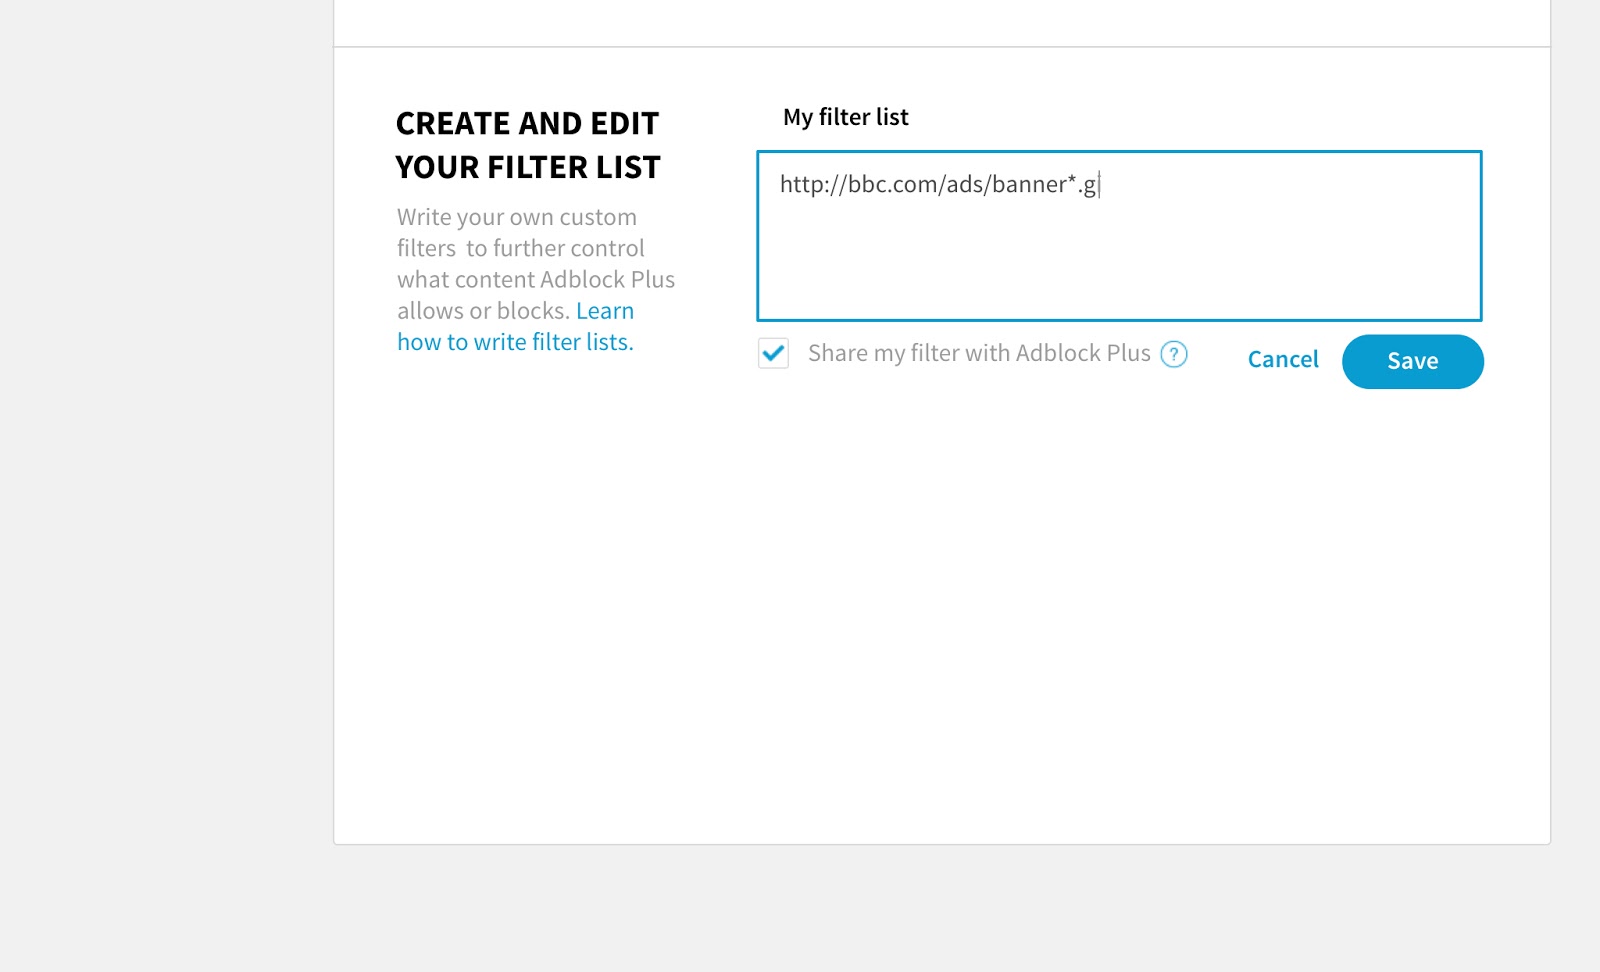 CREATE AND EDIT
YOUR FILTER LIST
Write your own custom
filters  to further control
what content Adblock Plus
allows or blocks. Learn
how to write filter lists.
My filter list
http://bbc.com/ads/banner*.g
Share my filter with Adblock Plus ?
Cancel
Save